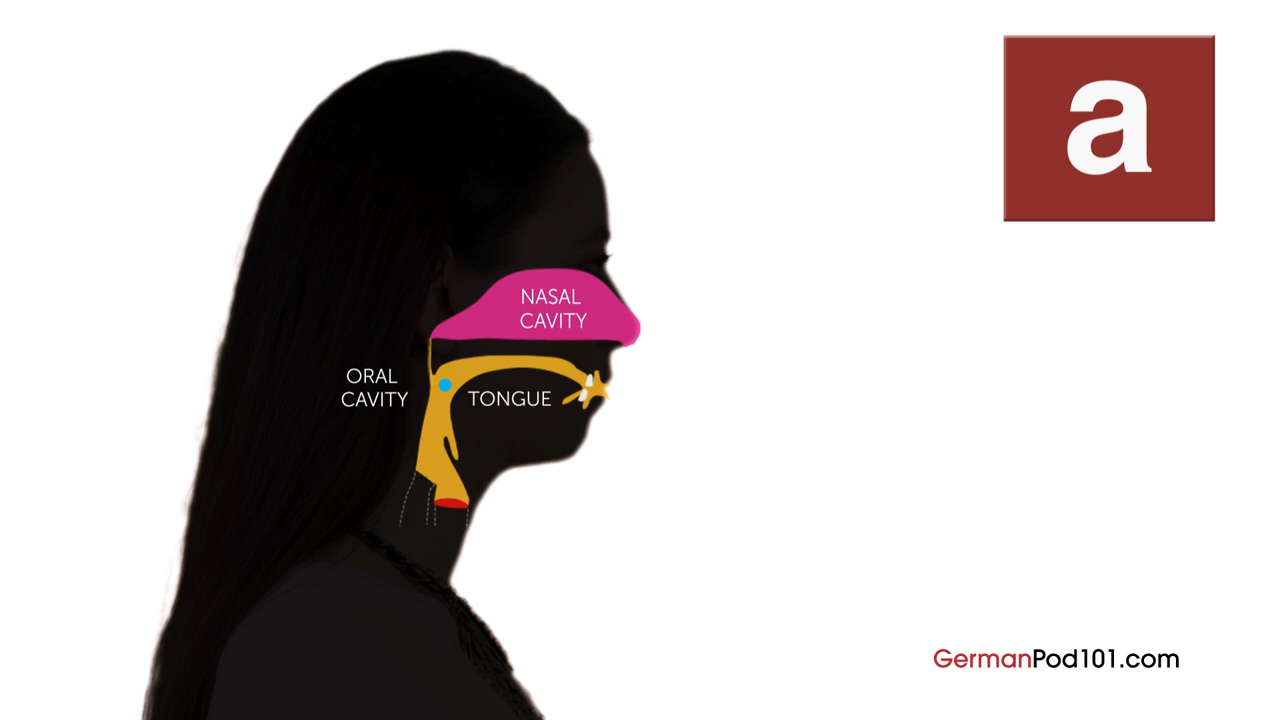 a
NASAL
CAVITY
ORAL
CAVITY
TONGUE
GermanPod101.com